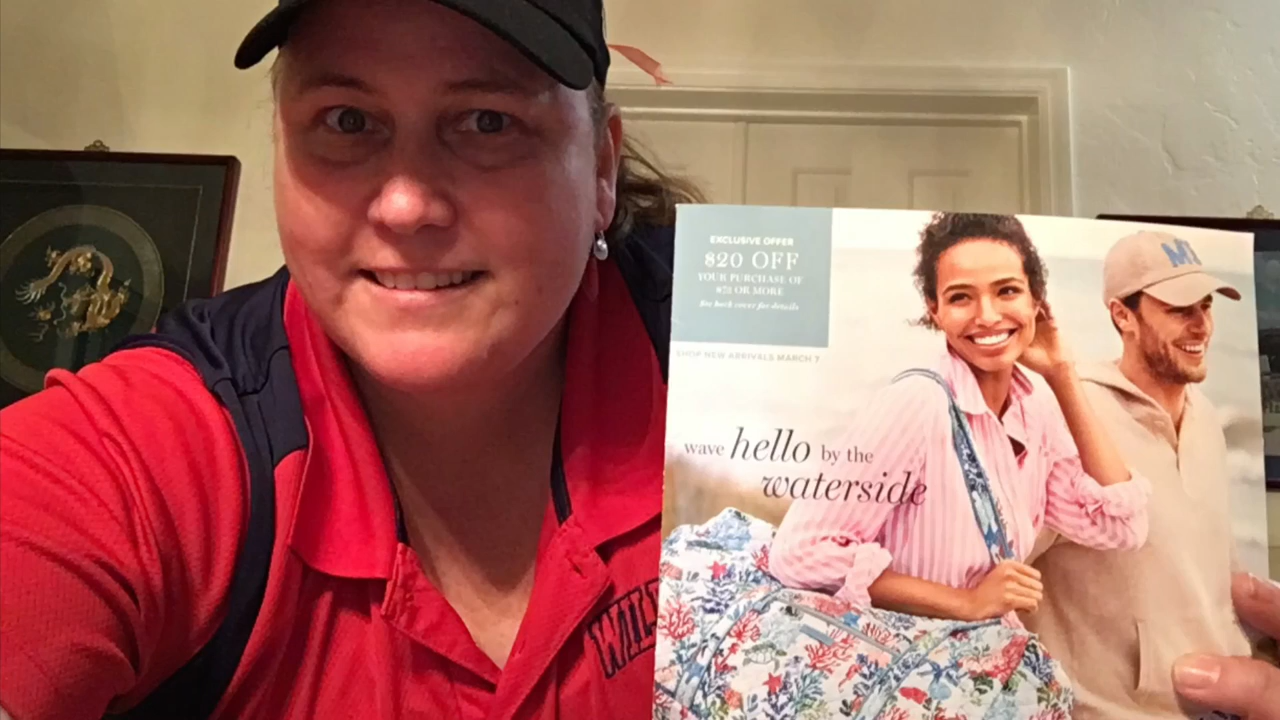 EXCLUSIVE OFFER
$20 OFF
YOUR PURCHASE OF
$75 OR MORE
See back cover for details
SHOP NEW ARRIVALS MARCH 7
wave hello by the
waterside